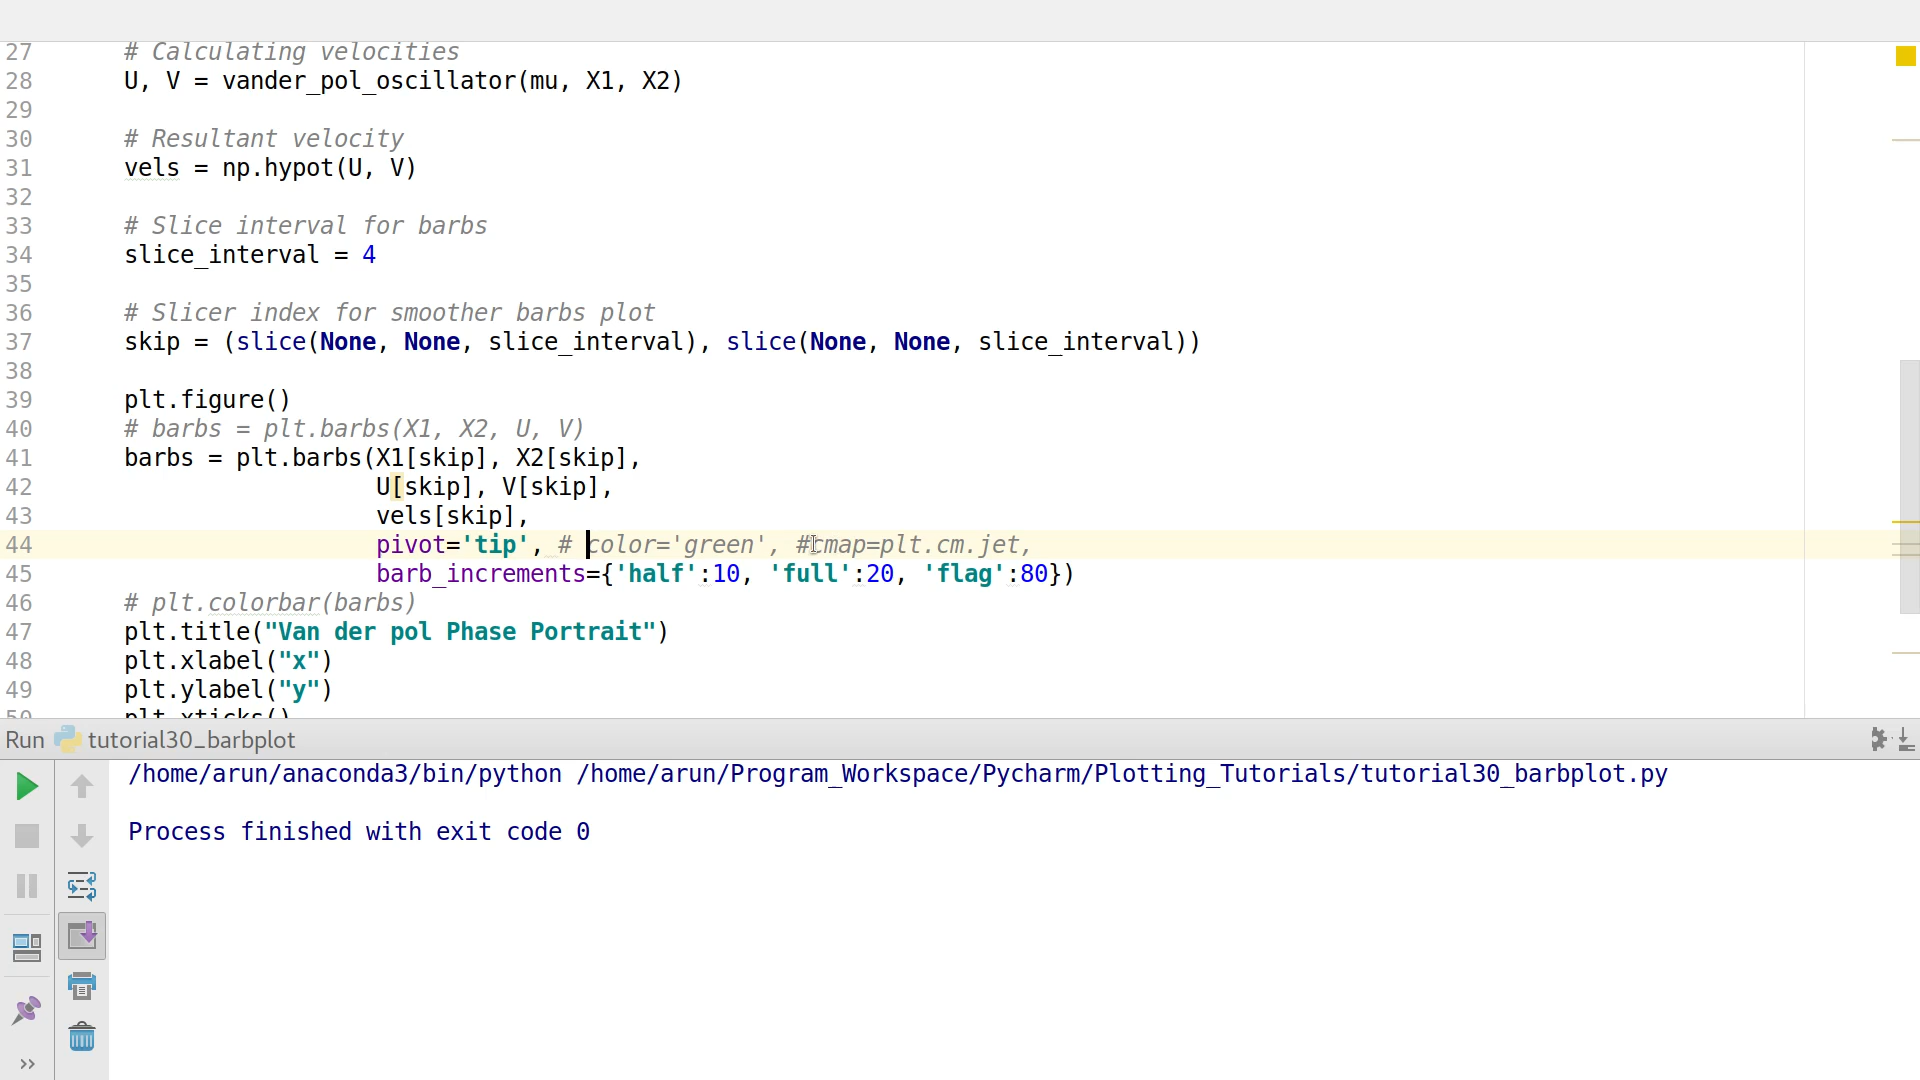 27 # Calculating velocities
28 U, V = vander_pol_oscillator(mu, X1, X2)
29
30 # Resultant velocity
31 vels = np.hypot(U, V)
32
33 # Slice interval for barbs
34 slice_interval = 4
35
36 # Slicer index for smoother barbs plot
37 skip = (slice(None, None, slice_interval), slice(None, None, slice_interval))
38
39 plt.figure()
40 # barbs = plt.barbs(X1, X2, U, V)
41 barbs = plt.barbs(X1[skip], X2[skip],
42 U[skip], V[skip],
43 vels[skip],
44 pivot='tip', # color='green', #cmap=plt.cm.jet,
45 barb_increments={'half':10, 'full':20, 'flag':80})
46 # plt.colorbar(barbs)
47 plt.title("Van der pol Phase Portrait")
48 plt.xlabel("x")
49 plt.ylabel("y")
50 plt.xticks()
Run tutorial30_barbplot
/home/arun/anaconda3/bin/python /home/arun/Program_Workspace/Pycharm/Plotting_Tutorials/tutorial30_barbplot.py
Process finished with exit code 0